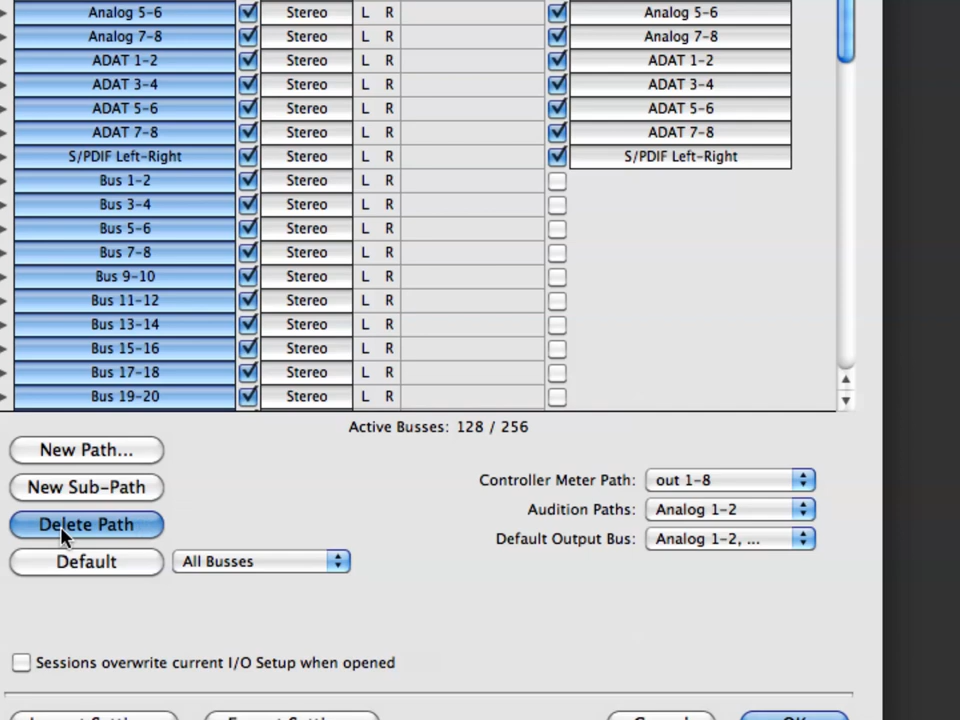 Analog 5-6 Stereo L R Analog 5-6
Analog 7-8 Stereo L R Analog 7-8
ADAT 1-2 Stereo L R ADAT 1-2
ADAT 3-4 Stereo L R ADAT 3-4
ADAT 5-6 Stereo L R ADAT 5-6
ADAT 7-8 Stereo L R ADAT 7-8
S/PDIF Left-Right Stereo L R S/PDIF Left-Right
Bus 1-2 Stereo L R
Bus 3-4 Stereo L R
Bus 5-6 Stereo L R
Bus 7-8 Stereo L R
Bus 9-10 Stereo L R
Bus 11-12 Stereo L R
Bus 13-14 Stereo L R
Bus 15-16 Stereo L R
Bus 17-18 Stereo L R
Bus 19-20 Stereo L R
Active Busses: 128 / 256
New Path...
New Sub-Path
Delete Path
Default All Busses
Controller Meter Path: out 1-8
Audition Paths: Analog 1-2
Default Output Bus: Analog 1-2, ...
Sessions overwrite current I/O Setup when opened